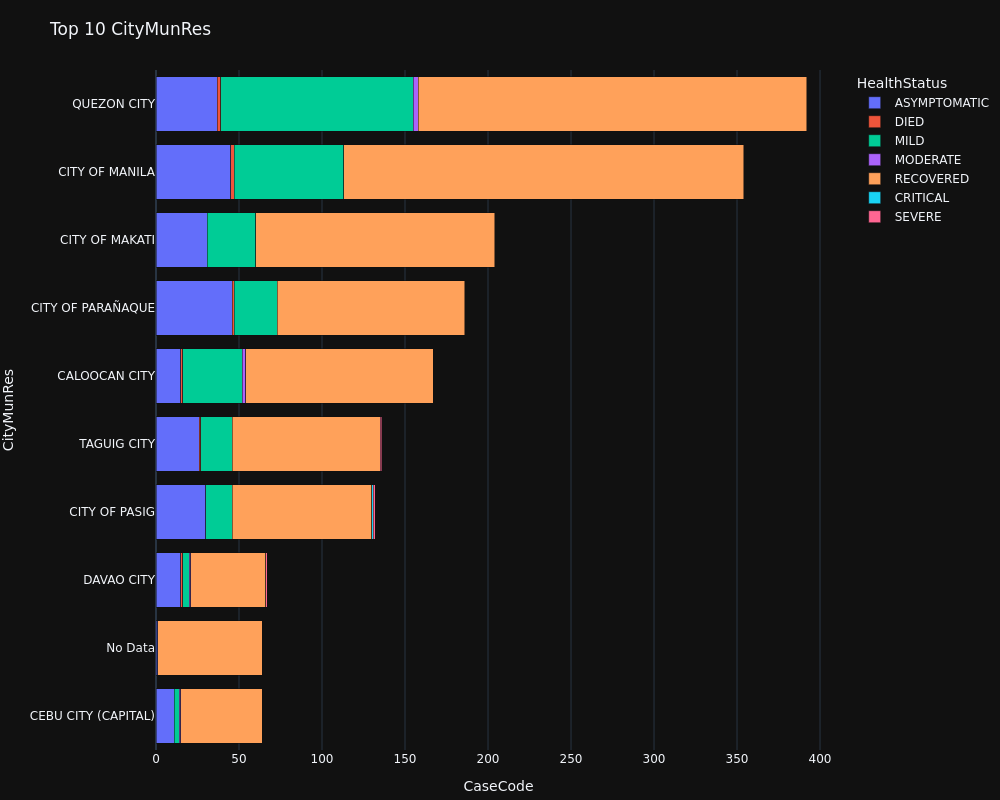 Top 10 CityMunRes
HealthStatus
ASYMPTOMATIC
DIED
MILD
MODERATE
RECOVERED
CRITICAL
SEVERE
CityMunRes
QUEZON CITY
CITY OF MANILA
CITY OF MAKATI
CITY OF PARAÑAQUE
CALOOCAN CITY
TAGUIG CITY
CITY OF PASIG
DAVAO CITY
No Data
CEBU CITY (CAPITAL)
0 50 100 150 200 250 300 350 400
CaseCode